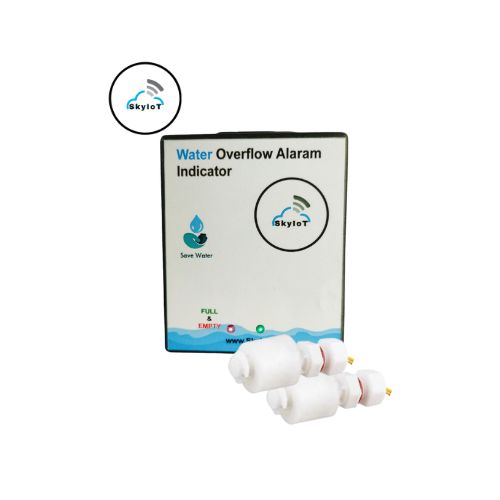 SkyIoT
Water Overflow Alaram
Indicator
SkyIoT
Save Water
FULL
&
EMPTY